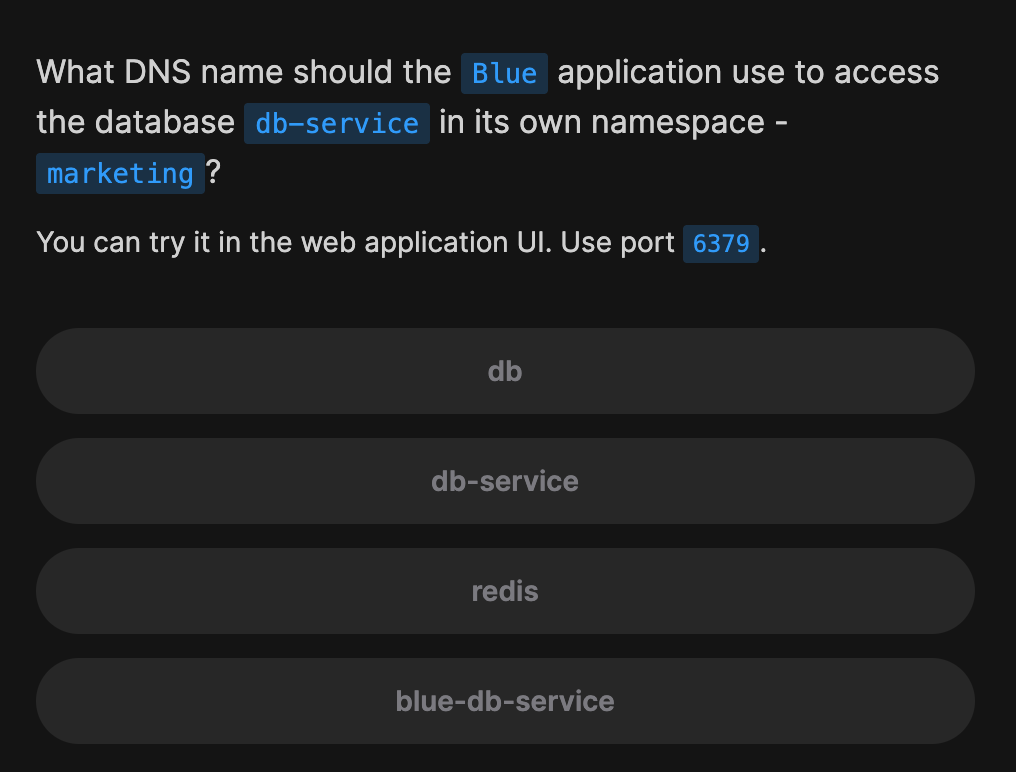 What DNS name should the Blue application use to access
the database db-service in its own namespace -
marketing?
You can try it in the web application UI. Use port 6379.
db
db-service
redis
blue-db-service